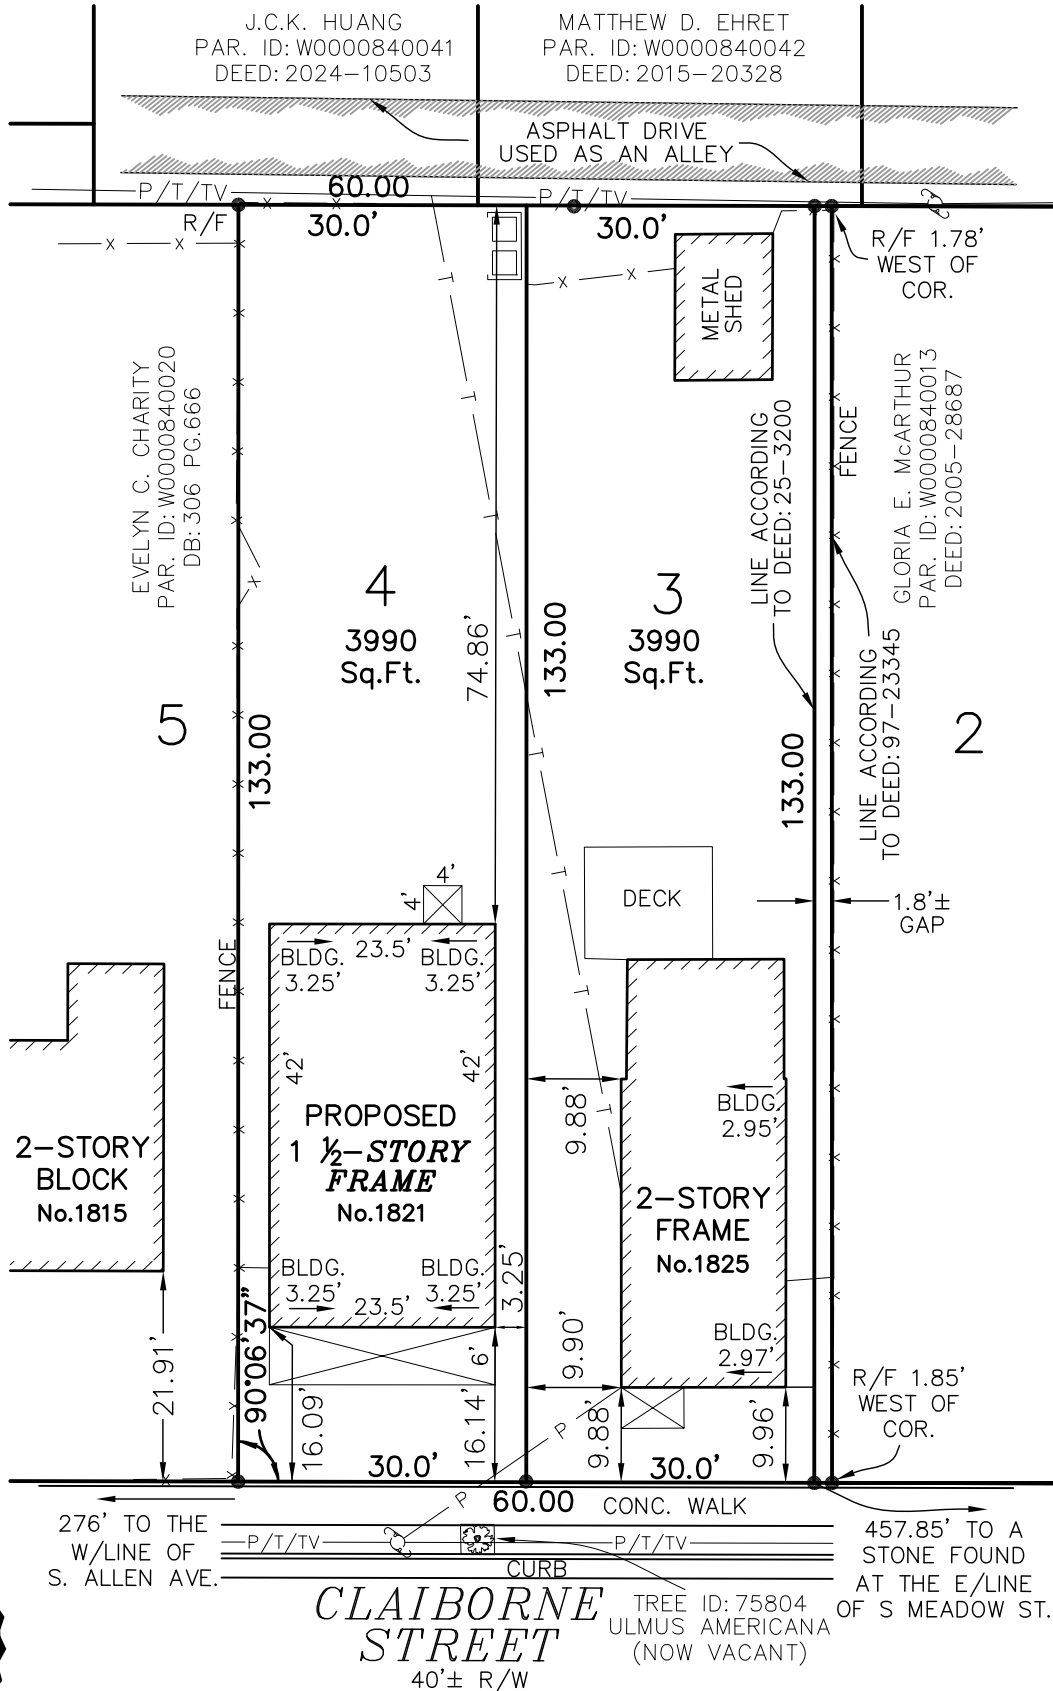 J.C.K. HUANG
PAR. ID: W0000840041
DEED: 2024-10503
MATTHEW D. EHRET
PAR. ID: W0000840042
DEED: 2015-20328
ASPHALT DRIVE
USED AS AN ALLEY
P/T/TV
60.00
P/T/TV
R/F
30.0'
30.0'
R/F 1.78'
WEST OF
COR.
METAL
SHED
EVELYN C. CHARITY
PAR. ID: W0000840020
DB: 306 PG.666
LINE ACCORDING
TO DEED: 25-3200
FENCE
GLORIA E. McARTHUR
PAR. ID: W0000840013
DEED: 2005-28687
4
3990
Sq.Ft.
74.86'
133.00
3
3990
Sq.Ft.
5
133.00
133.00
LINE ACCORDING
TO DEED: 97-23345
2
4'
4'
DECK
1.8'±
GAP
FENCE
23.5'
BLDG.
3.25'
BLDG.
3.25'
42'
42'
PROPOSED
1 ½-STORY
FRAME
No.1821
9.88'
BLDG.
2.95'
2-STORY
BLOCK
No.1815
2-STORY
FRAME
No.1825
BLDG.
3.25'
BLDG.
3.25'
23.5'
3.25'
90°06'37"
21.91'
16.09'
6'
16.14'
9.90'
BLDG.
2.97'
9.88'
9.96'
R/F 1.85'
WEST OF
COR.
P
30.0'
30.0'
P
60.00
CONC. WALK
276' TO THE
W/LINE OF
S. ALLEN AVE.
P/T/TV
P/T/TV
457.85' TO A
STONE FOUND
AT THE E/LINE
OF S MEADOW ST.
CURB
CLAIBORNE
STREET
40'± R/W
TREE ID: 75804
ULMUS AMERICANA
(NOW VACANT)